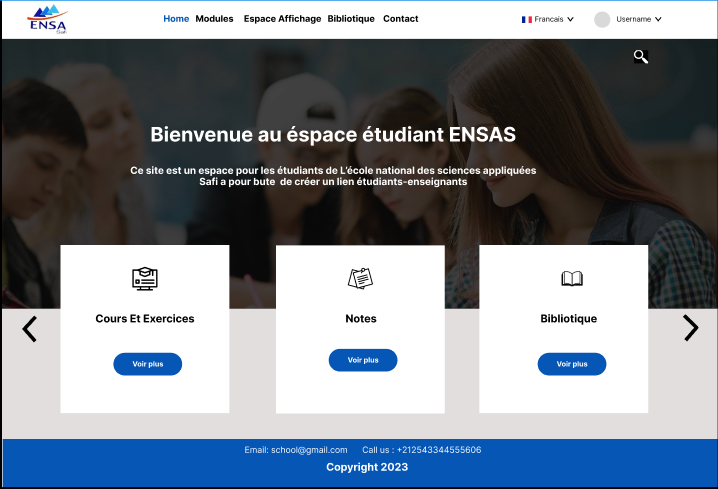 ENSA
Safi
Home Modules Espace Affichage Bibliotique Contact
Francais
Username
Bienvenue au éspace étudiant ENSAS
Ce site est un espace pour les étudiants de L'école national des sciences appliquées
Safi a pour bute de créer un lien étudiants-enseignants
Cours Et Exercices
Voir plus
Notes
Voir plus
Bibliotique
Voir plus
Email: school@gmail.com Call us : +212543344555606
Copyright 2023